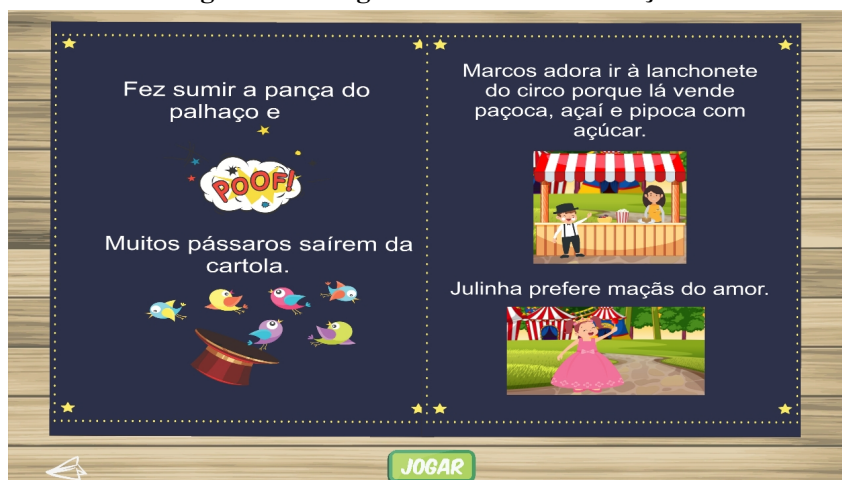 Fez sumir a pança do
palhaço e
POOF!
Muitos pássaros saírem da
cartola.
Marcos adora ir à lanchonete
do circo porque lá vende
paçoca, açaí e pipoca com
açúcar.
Julinha prefere maçãs do amor.
JOGAR